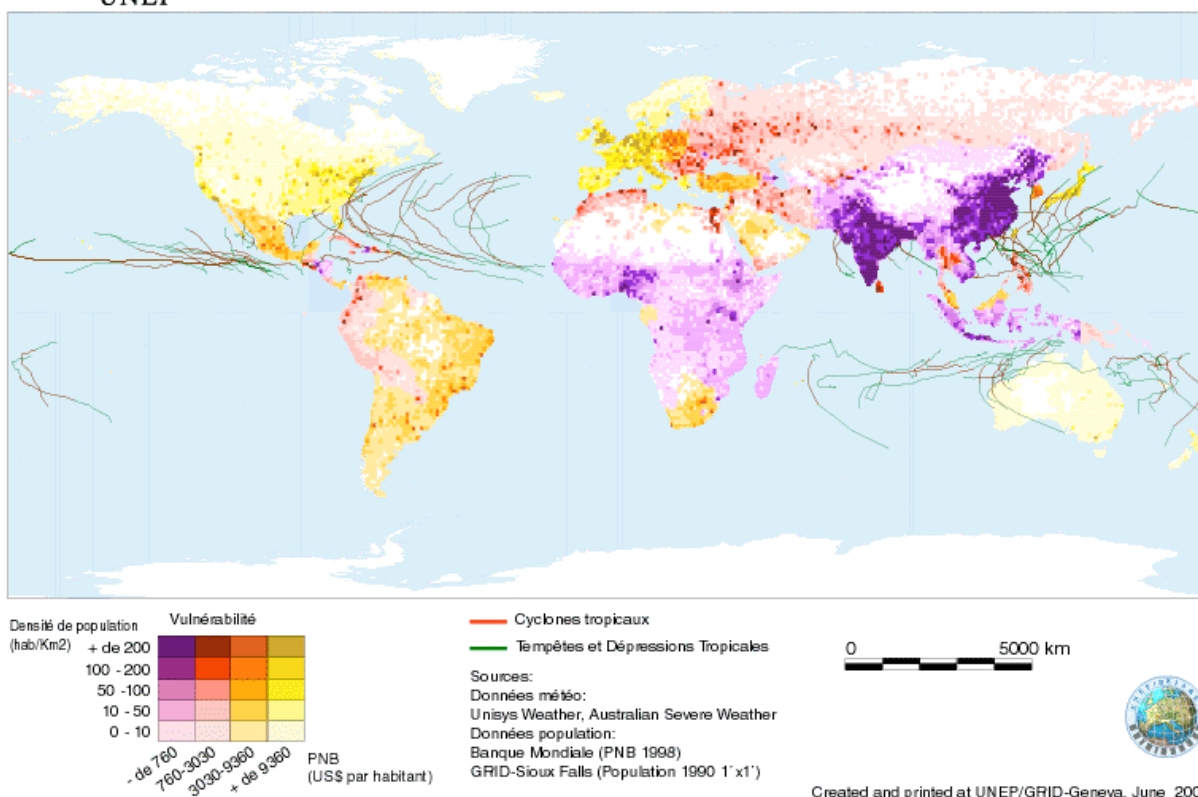 UNEP
Densité de population
(hab/Km2)
Vulnérabilité
+ de 200
100 - 200
50 -100
10 - 50
0 - 10
- de 760
760-3030
3030-9360
+ de 9360
PNB
(US$ par habitant)
Cyclones tropicaux
Tempêtes et Dépressions Tropicales
Sources:
Données météo:
Unisys Weather, Australian Severe Weather
Données population:
Banque Mondiale (PNB 1998)
GRID-Sioux Falls (Population 1990 1˚x1˚)
0 5000 km
Created and printed at UNEP/GRID-Geneva, June 200